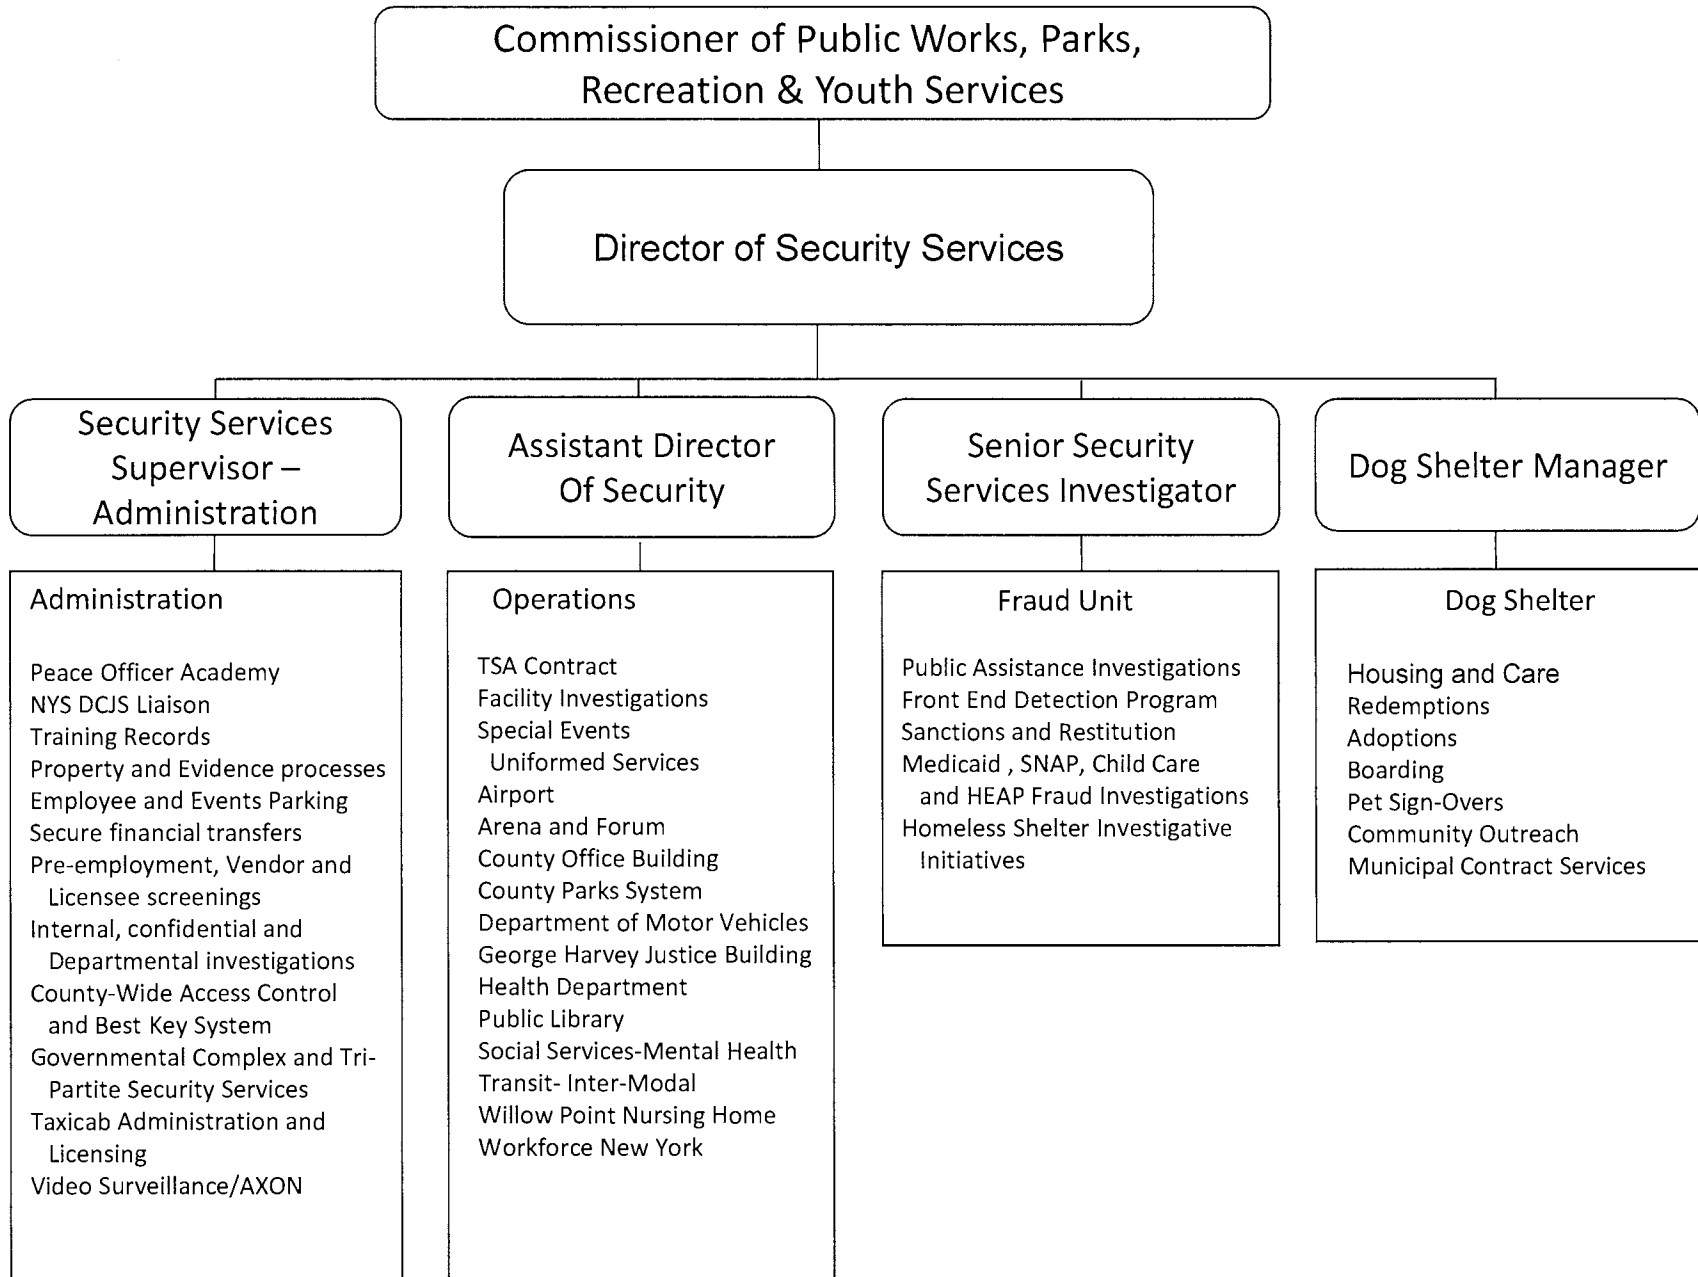 Commissioner of Public Works, Parks,
Recreation & Youth Services
Director of Security Services
Security Services
Supervisor –
Administration
Assistant Director
Of Security
Senior Security
Services Investigator
Dog Shelter Manager
Administration
Peace Officer Academy
NYS DCJS Liaison
Training Records
Property and Evidence processes
Employee and Events Parking
Secure financial transfers
Pre-employment, Vendor and
Licensee screenings
Internal, confidential and
Departmental investigations
County-Wide Access Control
and Best Key System
Governmental Complex and Tri-
Partite Security Services
Taxicab Administration and
Licensing
Video Surveillance/AXON
Operations
TSA Contract
Facility Investigations
Special Events
Uniformed Services
Airport
Arena and Forum
County Office Building
County Parks System
Department of Motor Vehicles
George Harvey Justice Building
Health Department
Public Library
Social Services-Mental Health
Transit- Inter-Modal
Willow Point Nursing Home
Workforce New York
Fraud Unit
Public Assistance Investigations
Front End Detection Program
Sanctions and Restitution
Medicaid , SNAP, Child Care
and HEAP Fraud Investigations
Homeless Shelter Investigative
Initiatives
Dog Shelter
Housing and Care
Redemptions
Adoptions
Boarding
Pet Sign-Overs
Community Outreach
Municipal Contract Services